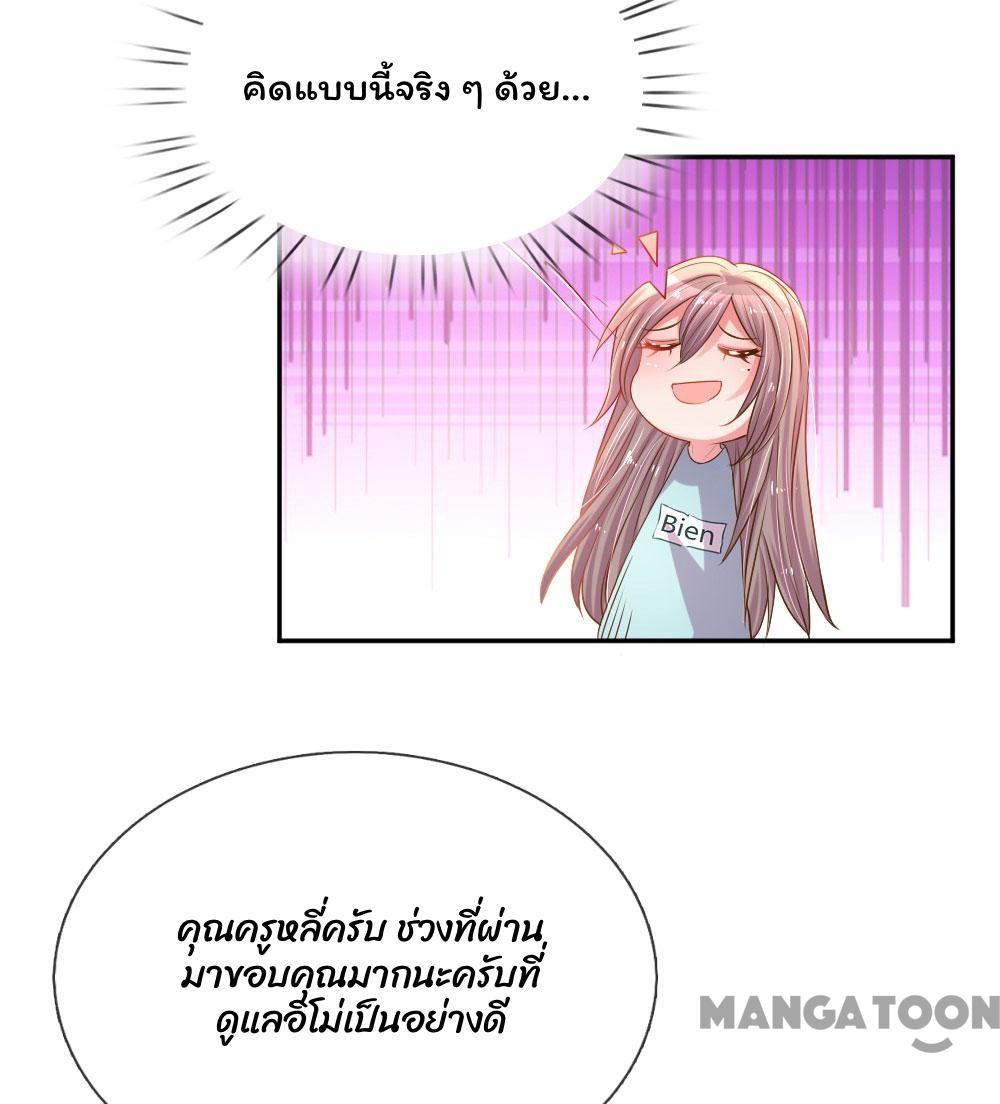 คิดแบบนี้จริง ๆ ด้วย...
Bien
คุณครูหลี่ครับ ช่วงที่ผ่าน
มาขอบคุณมากนะครับที่
ดูแลอีโม่เป็นอย่างดี
MANGATOON